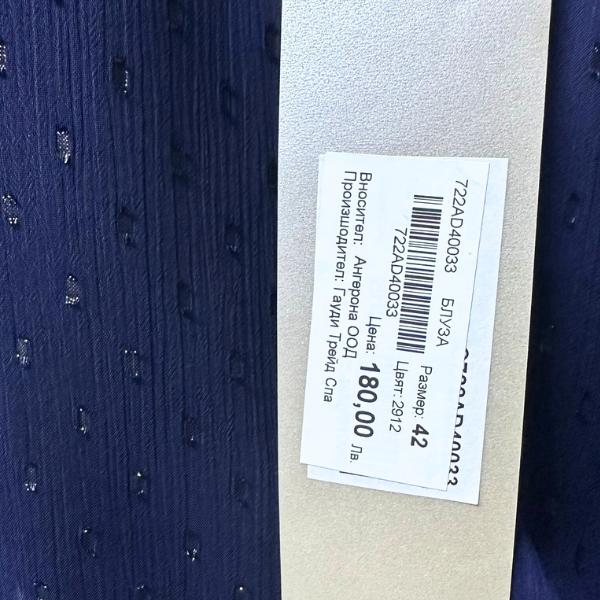 722AD40033 БЛУЗА
Размер: 42
722AD40033 Цвят: 2912
Цена: 180,00 Лв.
Вносител: Ангерона ООД
Производител: Гауди Трейд Спа